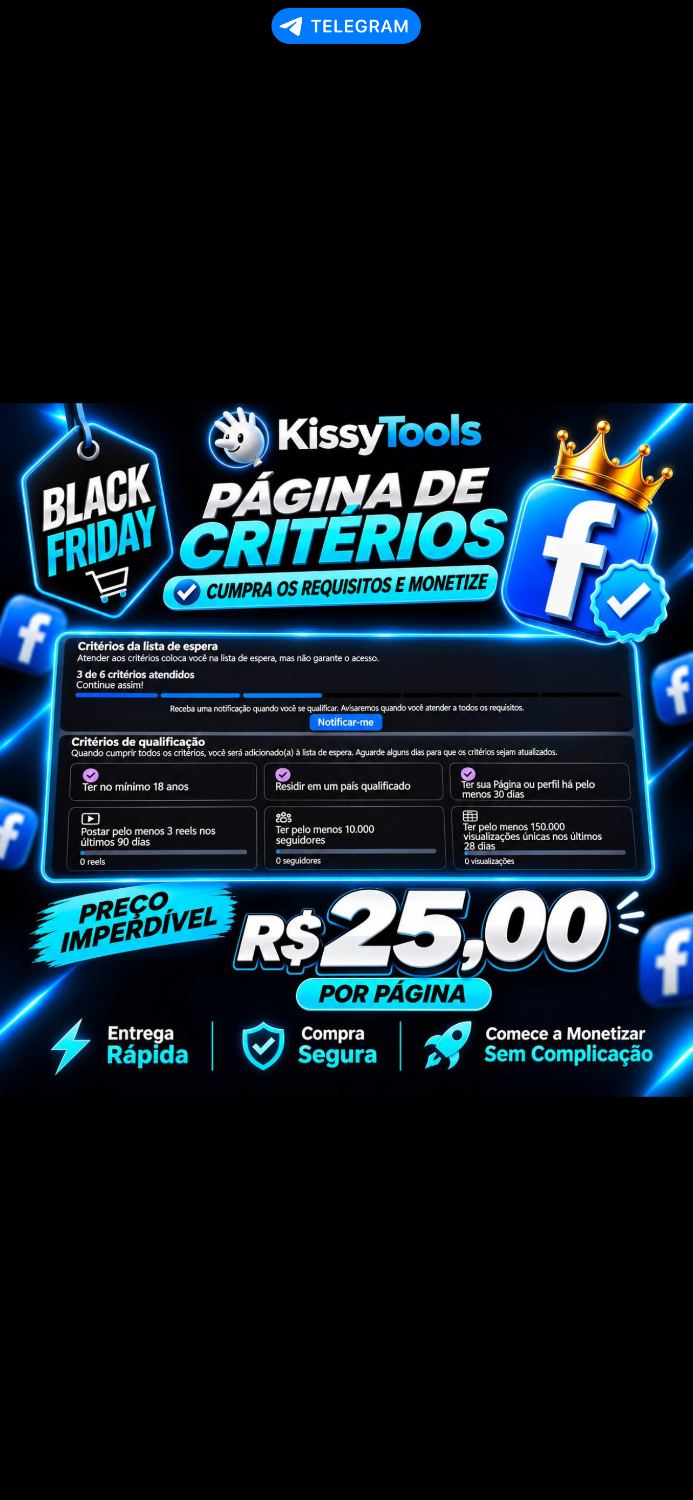 TELEGRAM
KissyTools
BLACK
FRIDAY
PÁGINA DE
CRITÉRIOS
CUMPRA OS REQUISITOS E MONETIZE
Critérios da lista de espera
Atender aos critérios coloca você na lista de espera, mas não garante o acesso.
3 de 6 critérios atendidos
Continue assim!
Receba uma notificação quando você se qualificar. Avisaremos quando você atender a todos os requisitos.
Notificar-me
Critérios de qualificação
Quando cumprir todos os critérios, você será adicionado(a) à lista de espera. Aguarde alguns dias para que os critérios sejam atualizados.
Ter no mínimo 18 anos
Residir em um país qualificado
Ter sua Página ou perfil há pelo
menos 30 dias
Postar pelo menos 3 reels nos
últimos 90 dias
0 reels
Ter pelo menos 10.000
seguidores
0 seguidores
Ter pelo menos 150.000
visualizações únicas nos últimos
28 dias
0 visualizações
PREÇO
IMPERDÍVEL
R$25,00
POR PÁGINA
Entrega
Rápida
Compra
Segura
Comece a Monetizar
Sem Complicação